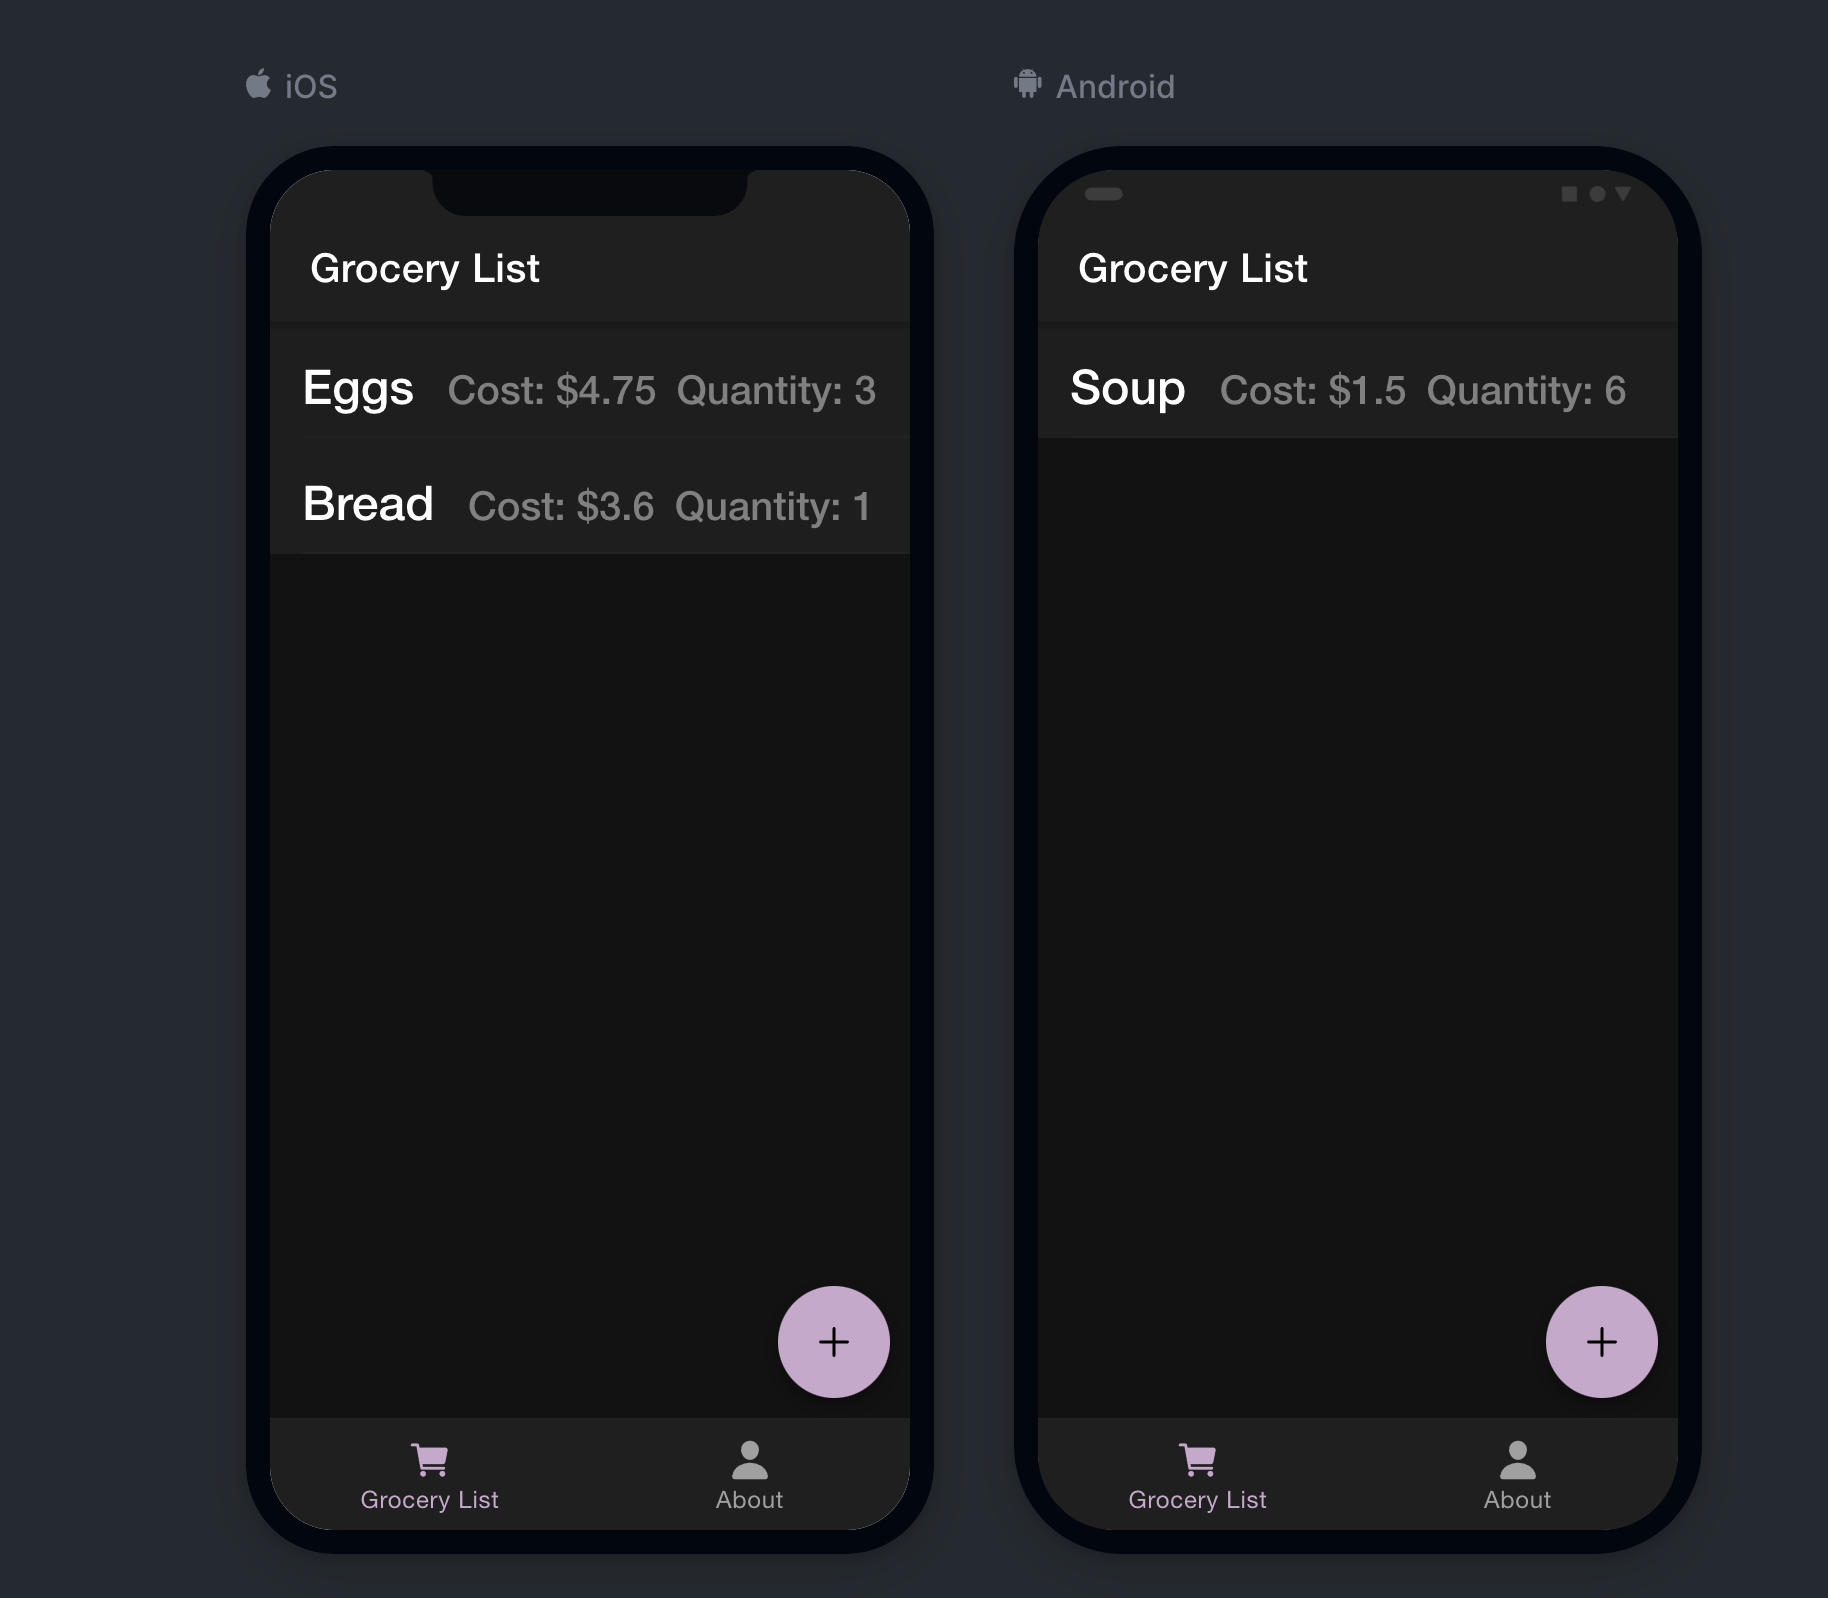 iOS
Grocery List
Eggs Cost: $4.75 Quantity: 3
Bread Cost: $3.6 Quantity: 1
Grocery List
About
Android
Grocery List
Soup Cost: $1.5 Quantity: 6
Grocery List
About